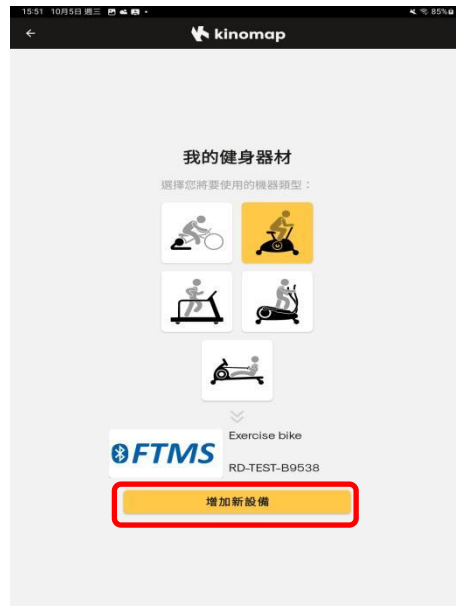 15:51 10月5日 週三
85%
kinomap
我的健身器材
選擇您將要使用的機器類型：
Exercise bike
FTMS
RD-TEST-B9538
增加新設備